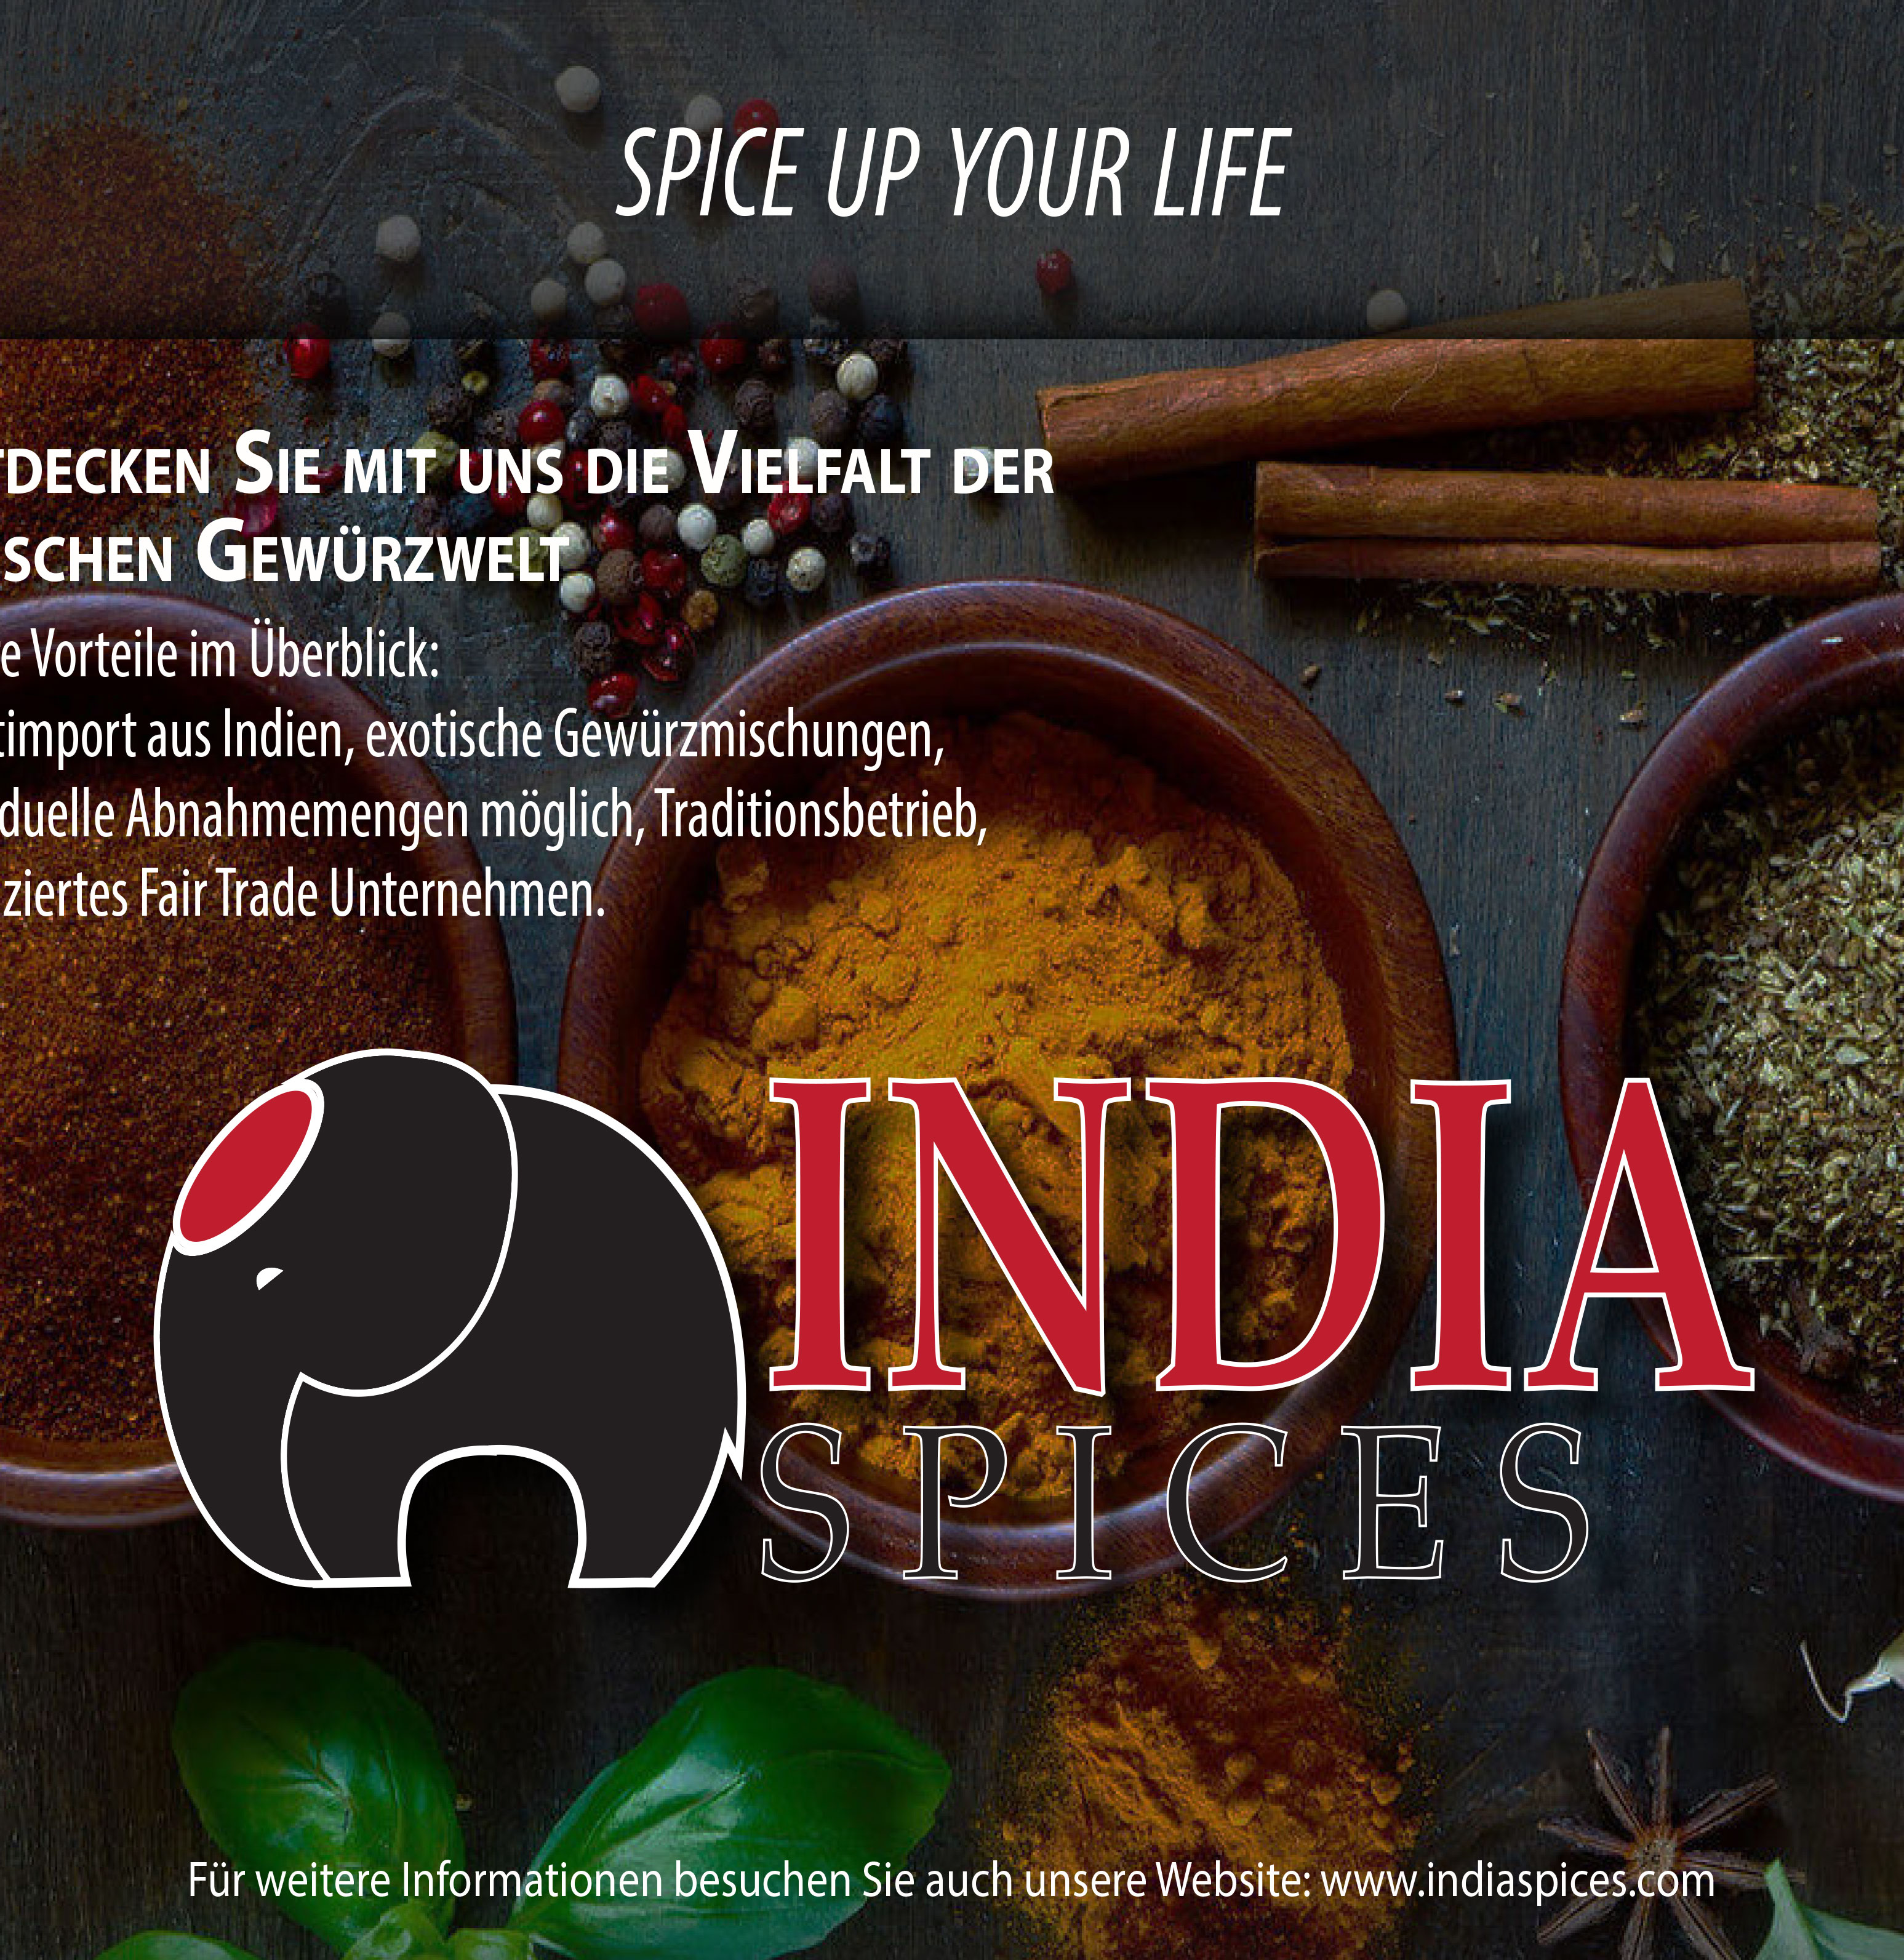 SPICE UP YOUR LIFE
TDECKEN SIE MIT UNS DIE VIELFALT DER
SCHEN GEWÜRZWELT
e Vorteile im Überblick:
timport aus Indien, exotische Gewürzmischungen,
duelle Abnahmemengen möglich, Traditionsbetrieb,
ziertes Fair Trade Unternehmen.
INDIA
SPICES
Für weitere Informationen besuchen Sie auch unsere Website: www.indiaspices.com